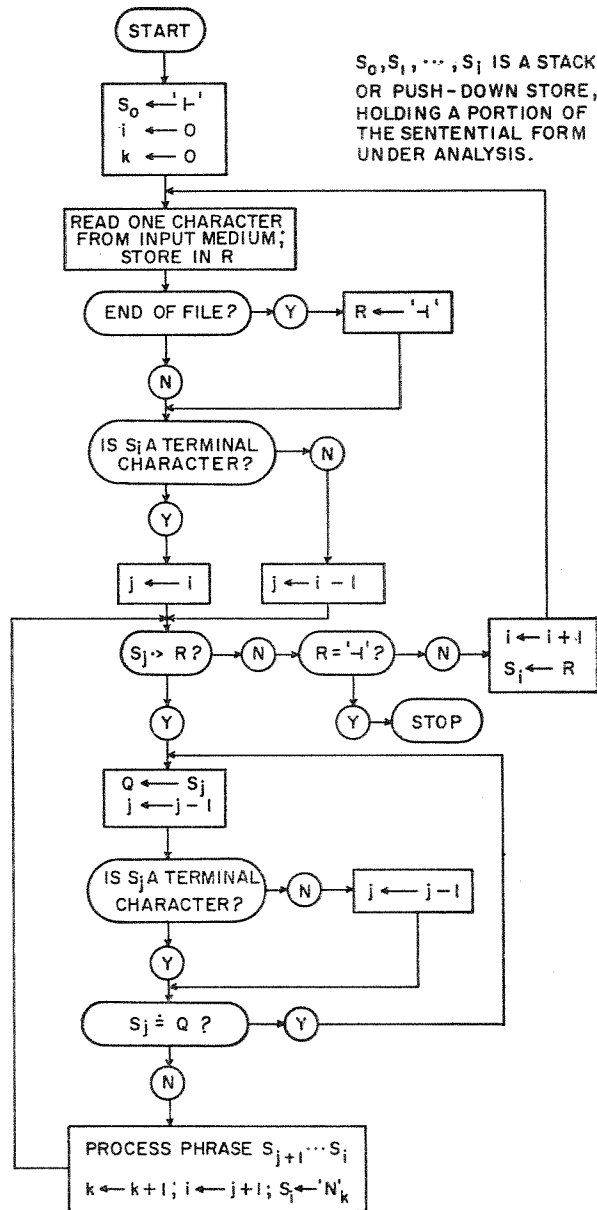 START
S₀, S₁, ⋯, Sᵢ IS A STACK
OR PUSH-DOWN STORE,
HOLDING A PORTION OF
THE SENTENTIAL FORM
UNDER ANALYSIS.
S₀ ← '⊢'
i ← 0
k ← 0
READ ONE CHARACTER
FROM INPUT MEDIUM;
STORE IN R
END OF FILE?
Y
R ← '⊣'
N
IS Sᵢ A TERMINAL
CHARACTER?
N
Y
j ← i
j ← i - 1
Sⱼ ⋗ R?
N
R = '⊣'?
N
i ← i + 1
Sᵢ ← R
Y
Y
STOP
Q ← Sⱼ
j ← j - 1
IS Sⱼ A TERMINAL
CHARACTER?
N
j ← j - 1
Y
Sⱼ ≐ Q ?
Y
N
PROCESS PHRASE Sⱼ₊₁ ⋯ Sᵢ
k ← k + 1; i ← j + 1; Sᵢ ← 'N'ₖ